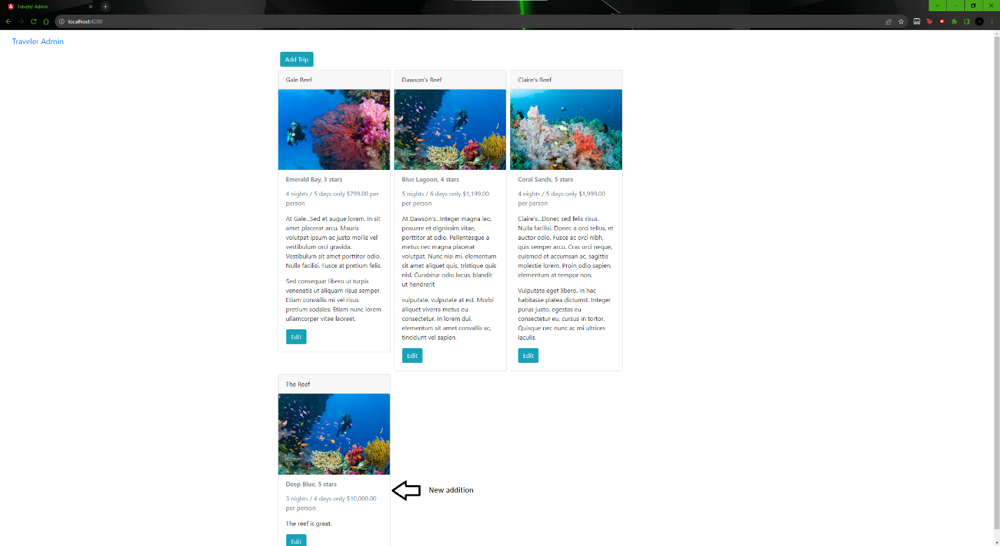 Traveler Admin
localhost:4200
Traveler Admin
Add Trip
Gale Reef
Emerald Bay, 3 stars
4 nights / 5 days only $799.00 per
person
At Gale...Sed et augue lorem. In sit
amet placerat arcu. Mauris
volutpat ipsum ac justo mollis vel
vestibulum orci gravida.
Vestibulum sit amet porttitor odio.
Nulla facilisi. Fusce at pretium felis.
Sed consequat libero ut turpis
venenatis ut aliquam risus semper.
Etiam convallis mi vel risus
pretium sodales. Etiam nunc lorem
ullamcorper vitae laoreet.
Edit
Dawson's Reef
Blue Lagoon, 4 stars
5 nights / 6 days only $1,199.00
per person
At Dawson's...Integer magna leo,
posuere et dignissim vitae,
porttitor at odio. Pellentesque a
metus nec magna placerat
volutpat. Nunc nisi mi, elementum
sit amet aliquet quis, tristique quis
nisl. Curabitur odio lacus, blandit
ut hendrerit
vulputate, vulputate at est. Morbi
aliquet viverra metus eu
consectetur. In lorem dui,
elementum sit amet convallis ac,
tincidunt vel sapien.
Edit
Claire's Reef
Coral Sands, 5 stars
4 nights / 5 days only $1,999.00
per person
Claire's...Donec sed felis risus.
Nulla facilisi. Donec a orci tellus, et
auctor odio. Fusce ac orci nibh,
quis semper arcu. Cras orci neque,
euismod et accumsan ac, sagittis
molestie lorem. Proin odio sapien,
elementum at tempor non.
Vulputate eget libero. In hac
habitasse platea dictumst. Integer
purus justo, egestas eu
consectetur eu, cursus in tortor.
Quisque nec nunc ac mi ultrices
iaculis.
Edit
The Reef
Deep Blue, 5 stars
3 nights / 4 days only $10,000.00
per person
The reef is great.
Edit
New addition